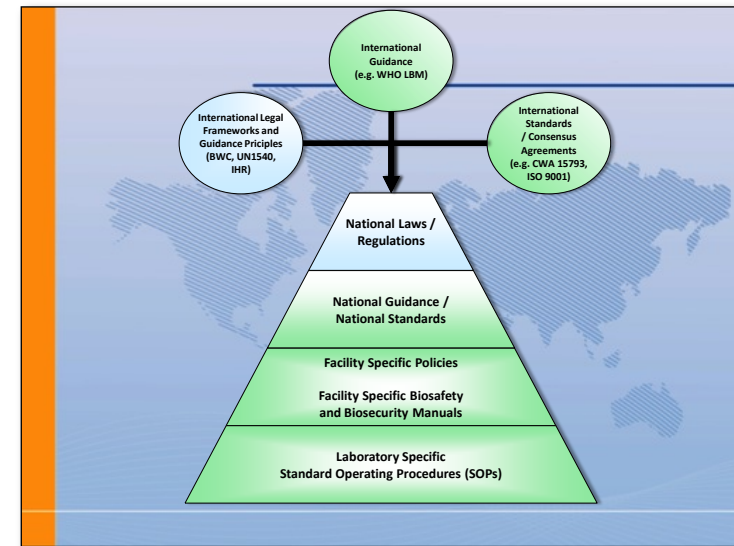 International
Guidance
(e.g. WHO LBM)
International Legal
Frameworks and
Guidance Priciples
(BWC, UN1540,
IHR)
International
Standards
/ Consensus
Agreements
(e.g. CWA 15793,
ISO 9001)
National Laws /
Regulations
National Guidance /
National Standards
Facility Specific Policies
Facility Specific Biosafety
and Biosecurity Manuals
Laboratory Specific
Standard Operating Procedures (SOPs)